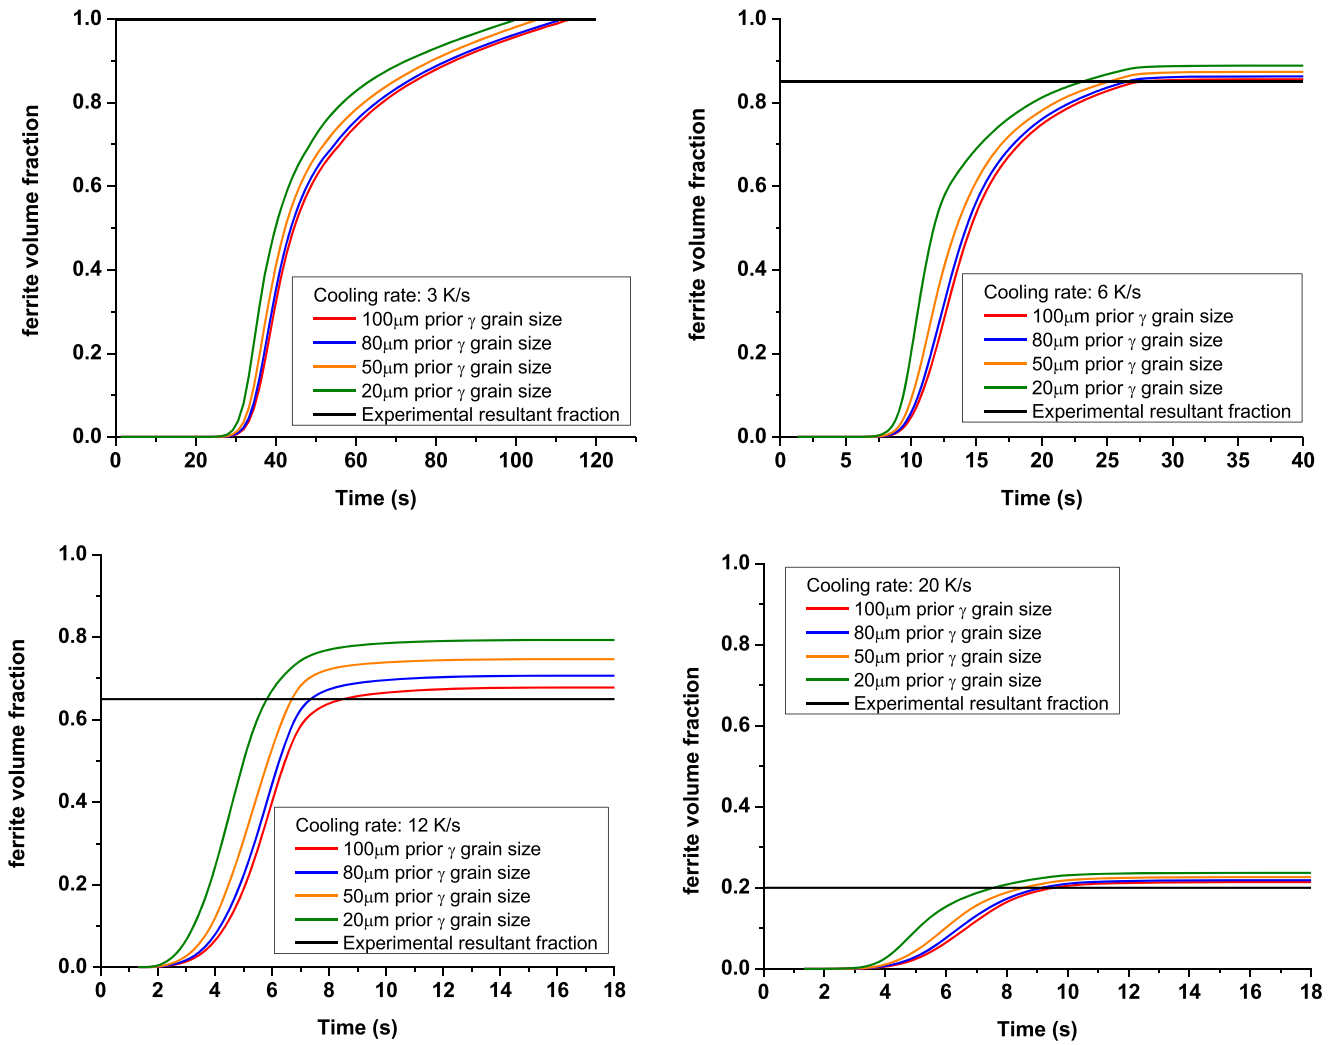 1.0
0.8
0.6
0.4
0.2
0.0
ferrrite volume fraction
Cooling rate: 3 K/s
100μm prior γ grain size
80μm prior γ grain size
50μm prior γ grain size
20μm prior γ grain size
Experimental resultant fraction
0 20 40 60 80 100 120
Time (s)
1.0
0.8
0.6
0.4
0.2
0.0
ferrrite volume fraction
Cooling rate: 6 K/s
100μm prior γ grain size
80μm prior γ grain size
50μm prior γ grain size
20μm prior γ grain size
Experimental resultant fraction
0 5 10 15 20 25 30 35 40
Time (s)
1.0
0.8
0.6
0.4
0.2
0.0
ferrrite volume fraction
Cooling rate: 12 K/s
100μm prior γ grain size
80μm prior γ grain size
50μm prior γ grain size
20μm prior γ grain size
Experimental resultant fraction
0 2 4 6 8 10 12 14 16 18
Time (s)
1.0
0.8
0.6
0.4
0.2
0.0
ferrrite volume fraction
Cooling rate: 20 K/s
100μm prior γ grain size
80μm prior γ grain size
50μm prior γ grain size
20μm prior γ grain size
Experimental resultant fraction
0 2 4 6 8 10 12 14 16 18
Time (s)